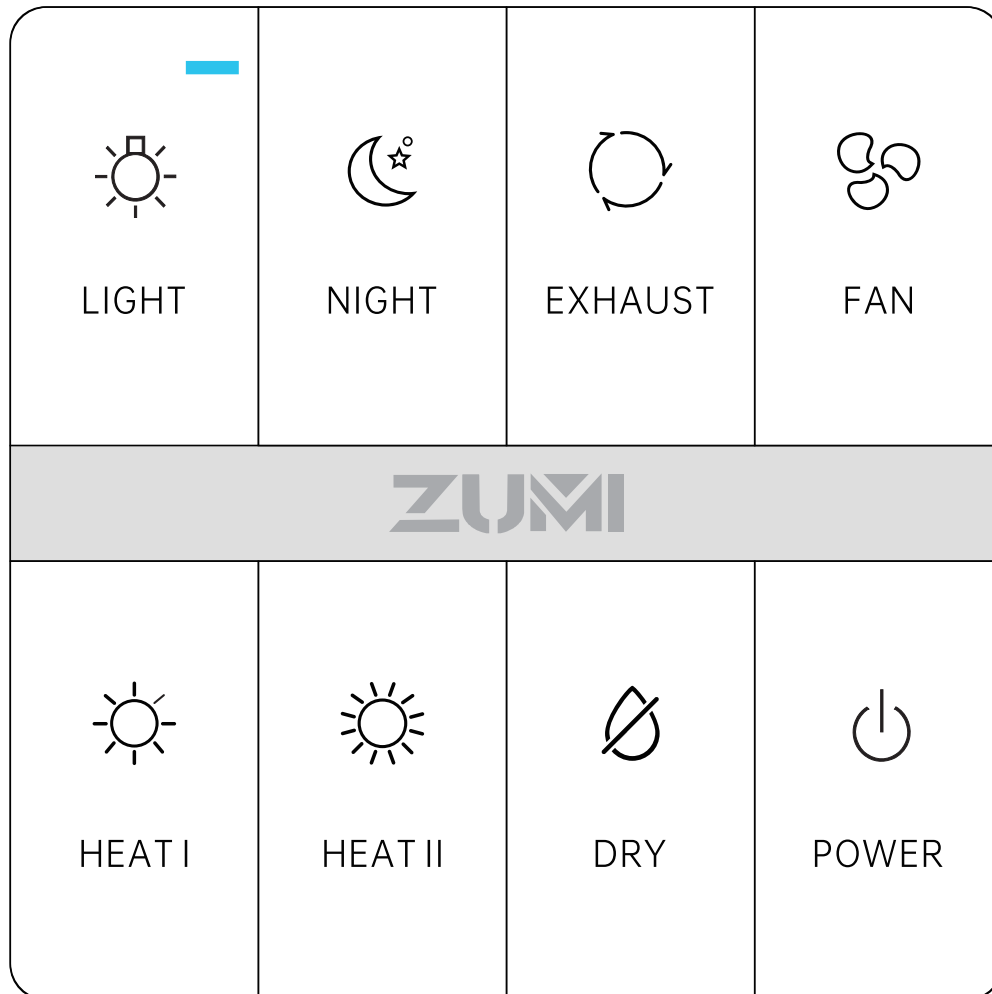 LIGHT
NIGHT
EXHAUST
FAN
ZUMI
HEAT I
HEAT II
DRY
POWER